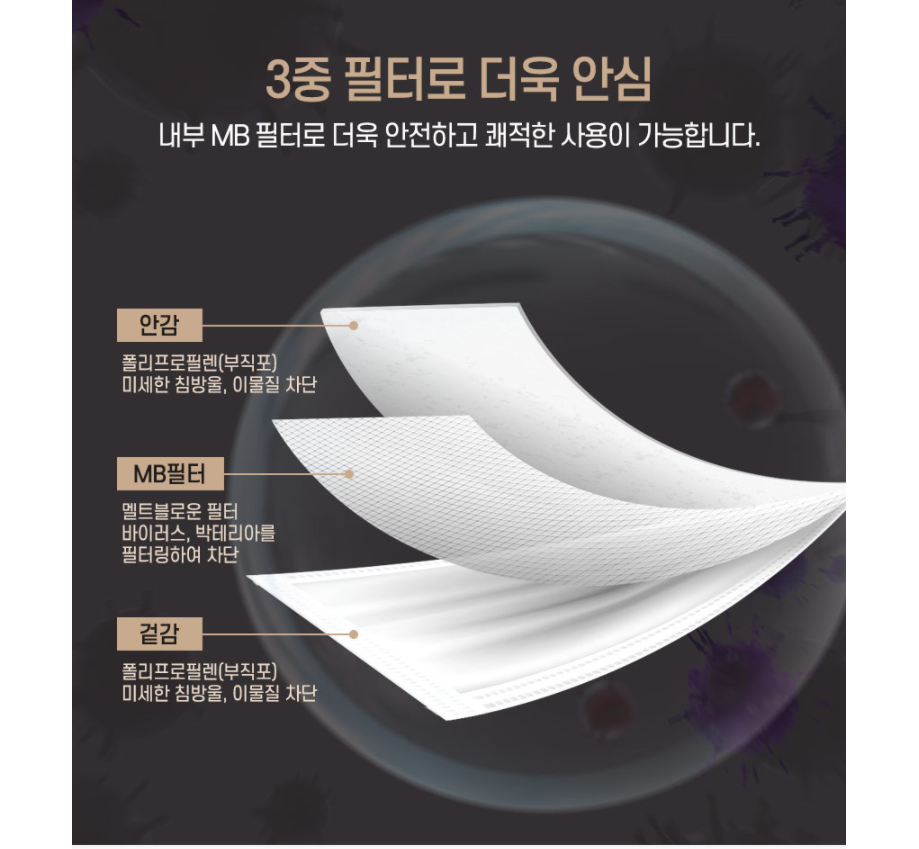 3중 필터로 더욱 안심
내부 MB 필터로 더욱 안전하고 쾌적한 사용이 가능합니다.
안감
폴리프로필렌(부직포)
미세한 침방울, 이물질 차단
MB필터
멜트블로운 필터
바이러스, 박테리아를
필터링하여 차단
겉감
폴리프로필렌(부직포)
미세한 침방울, 이물질 차단